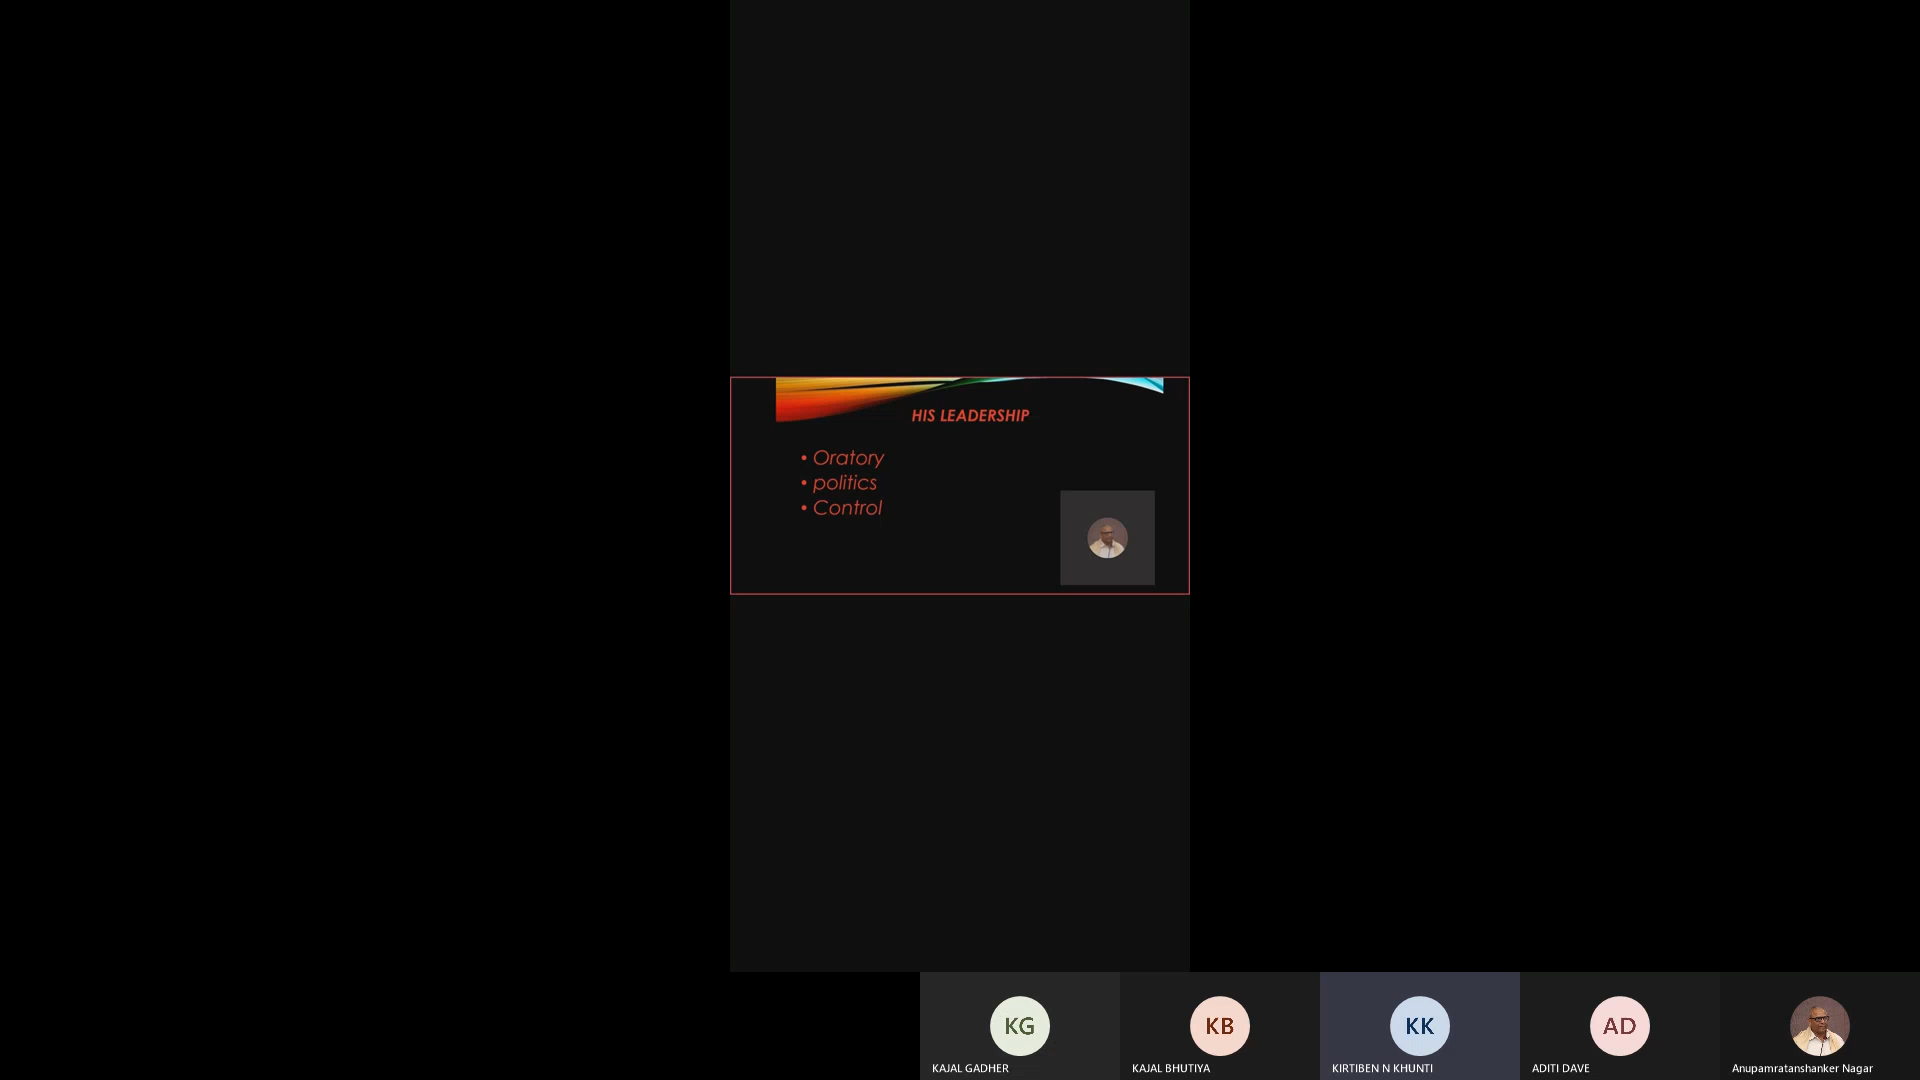 HIS LEADERSHIP
• Oratory
• politics
• Control
KG
KB
KK
AD
KAJAL GADHER
KAJAL BHUTIYA
KIRTIBEN N KHUNTI
ADITI DAVE
Anupamratanshanker Nagar